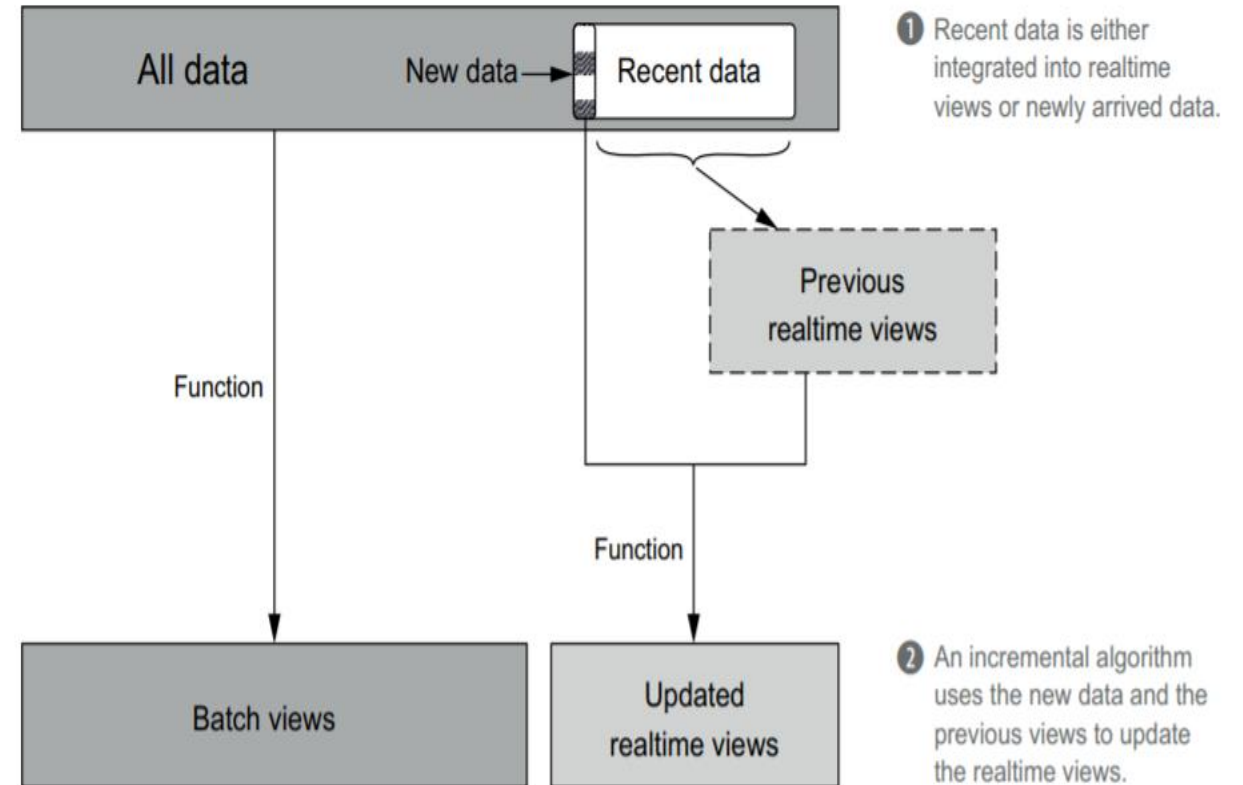 All data
New data
Recent data
1 Recent data is either
integrated into realtime
views or newly arrived data.
Previous
realtime views
Function
Function
Batch views
Updated
realtime views
2 An incremental algorithm
uses the new data and the
previous views to update
the realtime views.